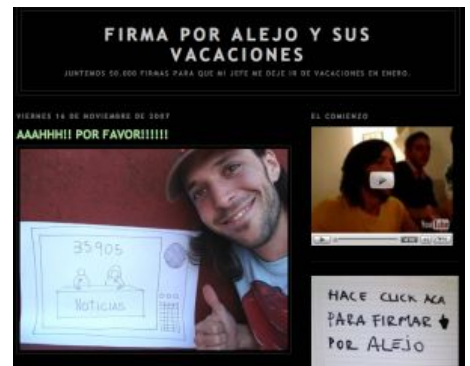 FIRMA POR ALEJO Y SUS
VACACIONES
JUNTEMOS 50.000 FIRMAS PARA QUE MI JEFE ME DEJE IR DE VACACIONES EN ENERO.
VIERNES 16 DE NOVIEMBRE DE 2007
AAAHHH!! POR FAVOR!!!!!!
35905
NOTICIAS
EL COMIENZO
YouTube
HACE CLICK ACA
PARA FIRMAR
POR ALEJO